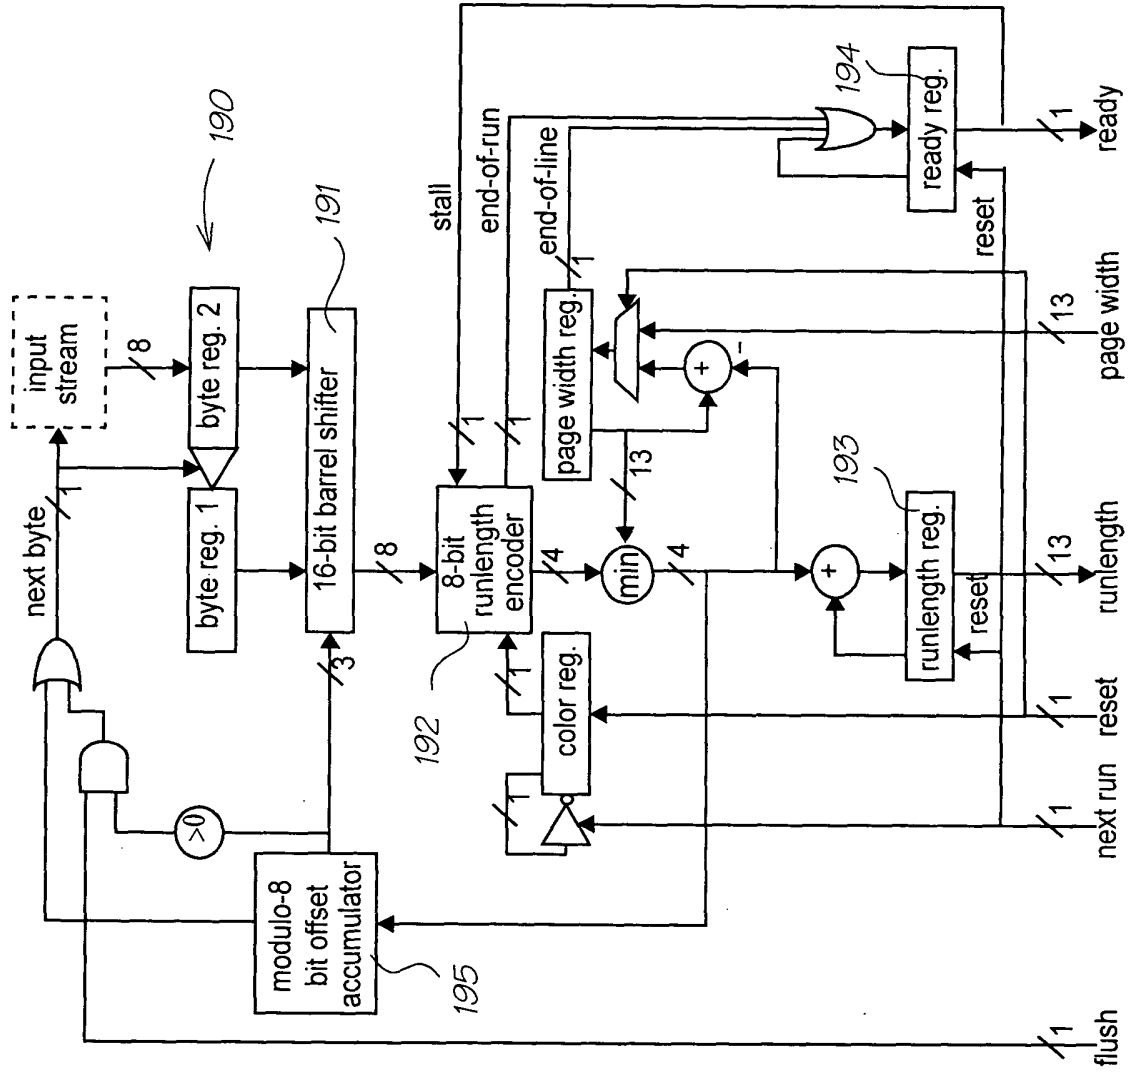 190
input
stream
8
next byte
1
byte reg. 1
byte reg. 2
191
16-bit barrel shifter
3
8
>0
modulo-8
bit offset
accumulator
195
stall
1
end-of-run
1
end-of-line
1
192
8-bit
runlength
encoder
4
1
color reg.
1
min
4
13
page width reg.
+
−
193
+
runlength reg.
reset
194
ready reg.
reset
1
flush
1
next run
1
reset
13
runlength
13
page width
1
ready